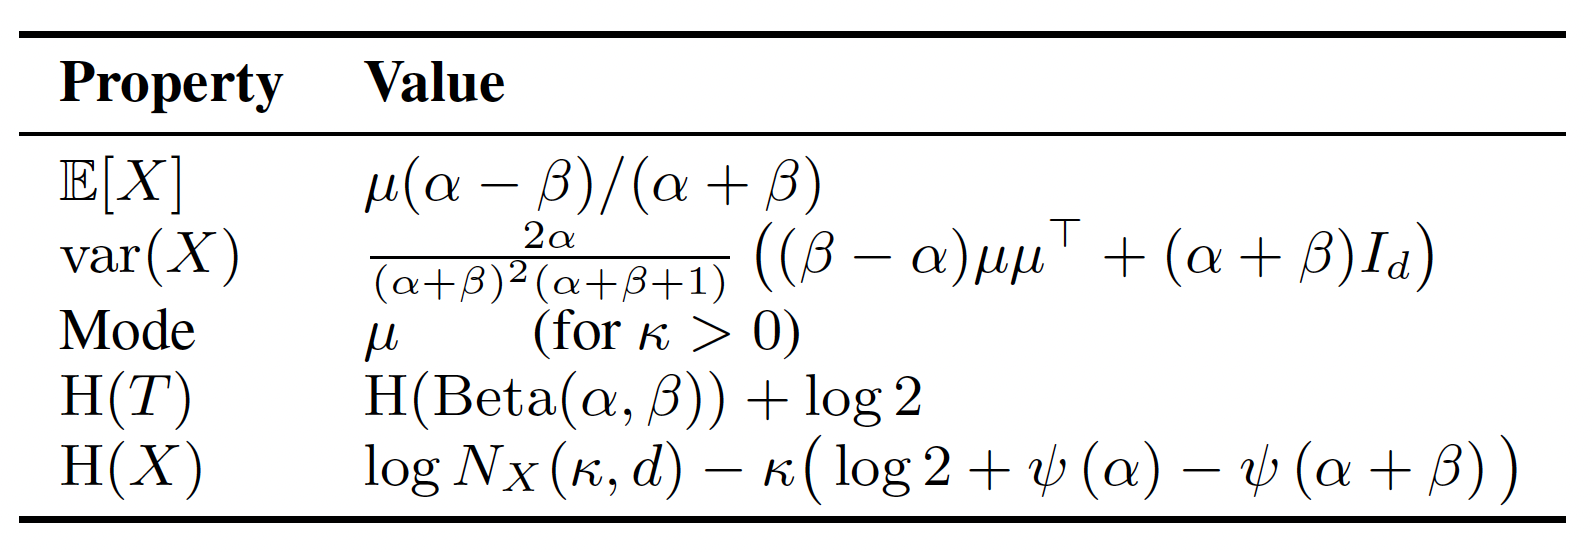 Property Value
𝔼[X] μ(α − β)/(α + β)
var(X) 2α/((α+β)²(α+β+1)) ((β − α)μμ⊤ + (α + β)I_d)
Mode μ (for κ > 0)
H(T) H(Beta(α, β)) + log 2
H(X) log N_X(κ, d) − κ(log 2 + ψ(α) − ψ(α + β))